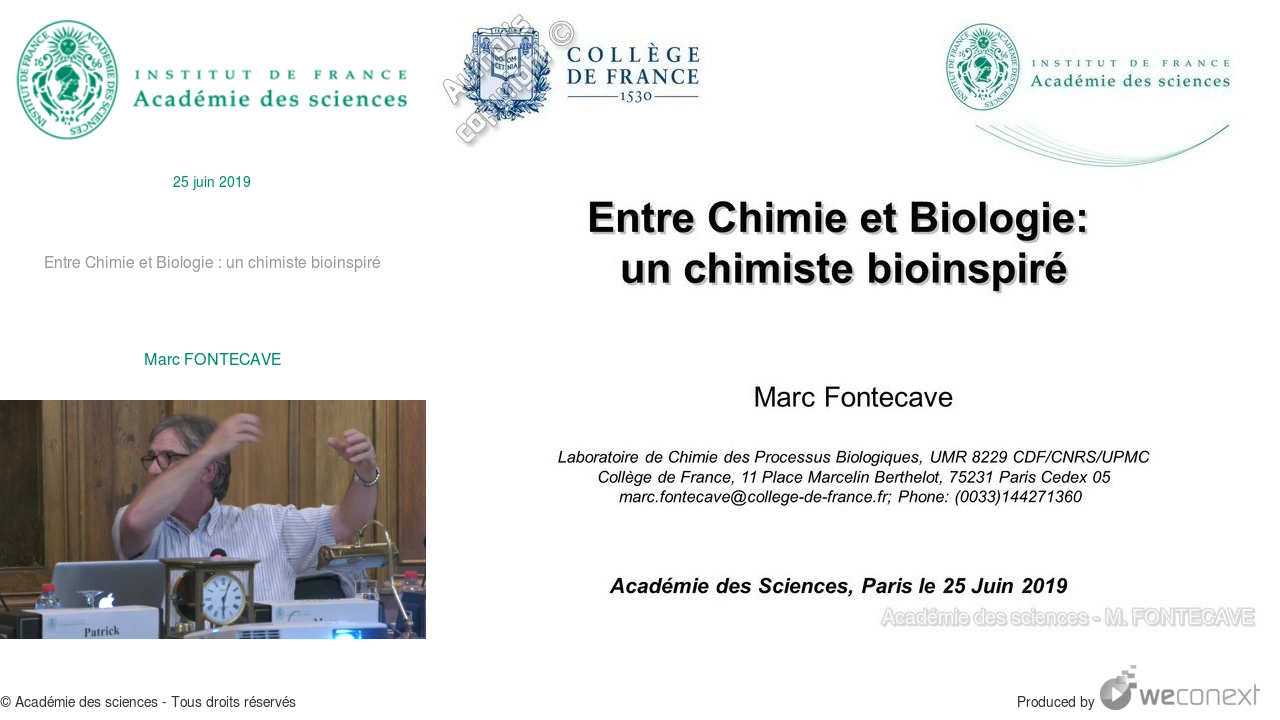 INSTITUT DE FRANCE
Académie des sciences
25 juin 2019
Entre Chimie et Biologie : un chimiste bioinspiré
Marc FONTECAVE
Patrick
COLLÈGE
DE FRANCE
1530
INSTITUT DE FRANCE
Académie des sciences
Entre Chimie et Biologie:
un chimiste bioinspiré
Marc Fontecave
Laboratoire de Chimie des Processus Biologiques, UMR 8229 CDF/CNRS/UPMC
Collège de France, 11 Place Marcelin Berthelot, 75231 Paris Cedex 05
marc.fontecave@college-de-france.fr; Phone: (0033)144271360
Académie des Sciences, Paris le 25 Juin 2019
Académie des sciences - M. FONTECAVE
© Académie des sciences - Tous droits réservés
Produced by weconext